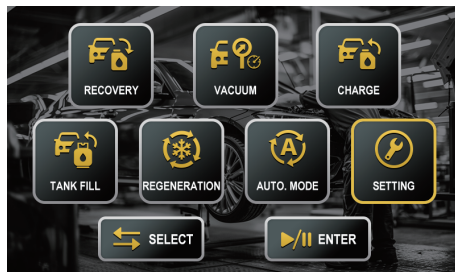 RECOVERY
VACUUM
CHARGE
TANK FILL
REGENERATION
AUTO. MODE
SETTING
SELECT
ENTER